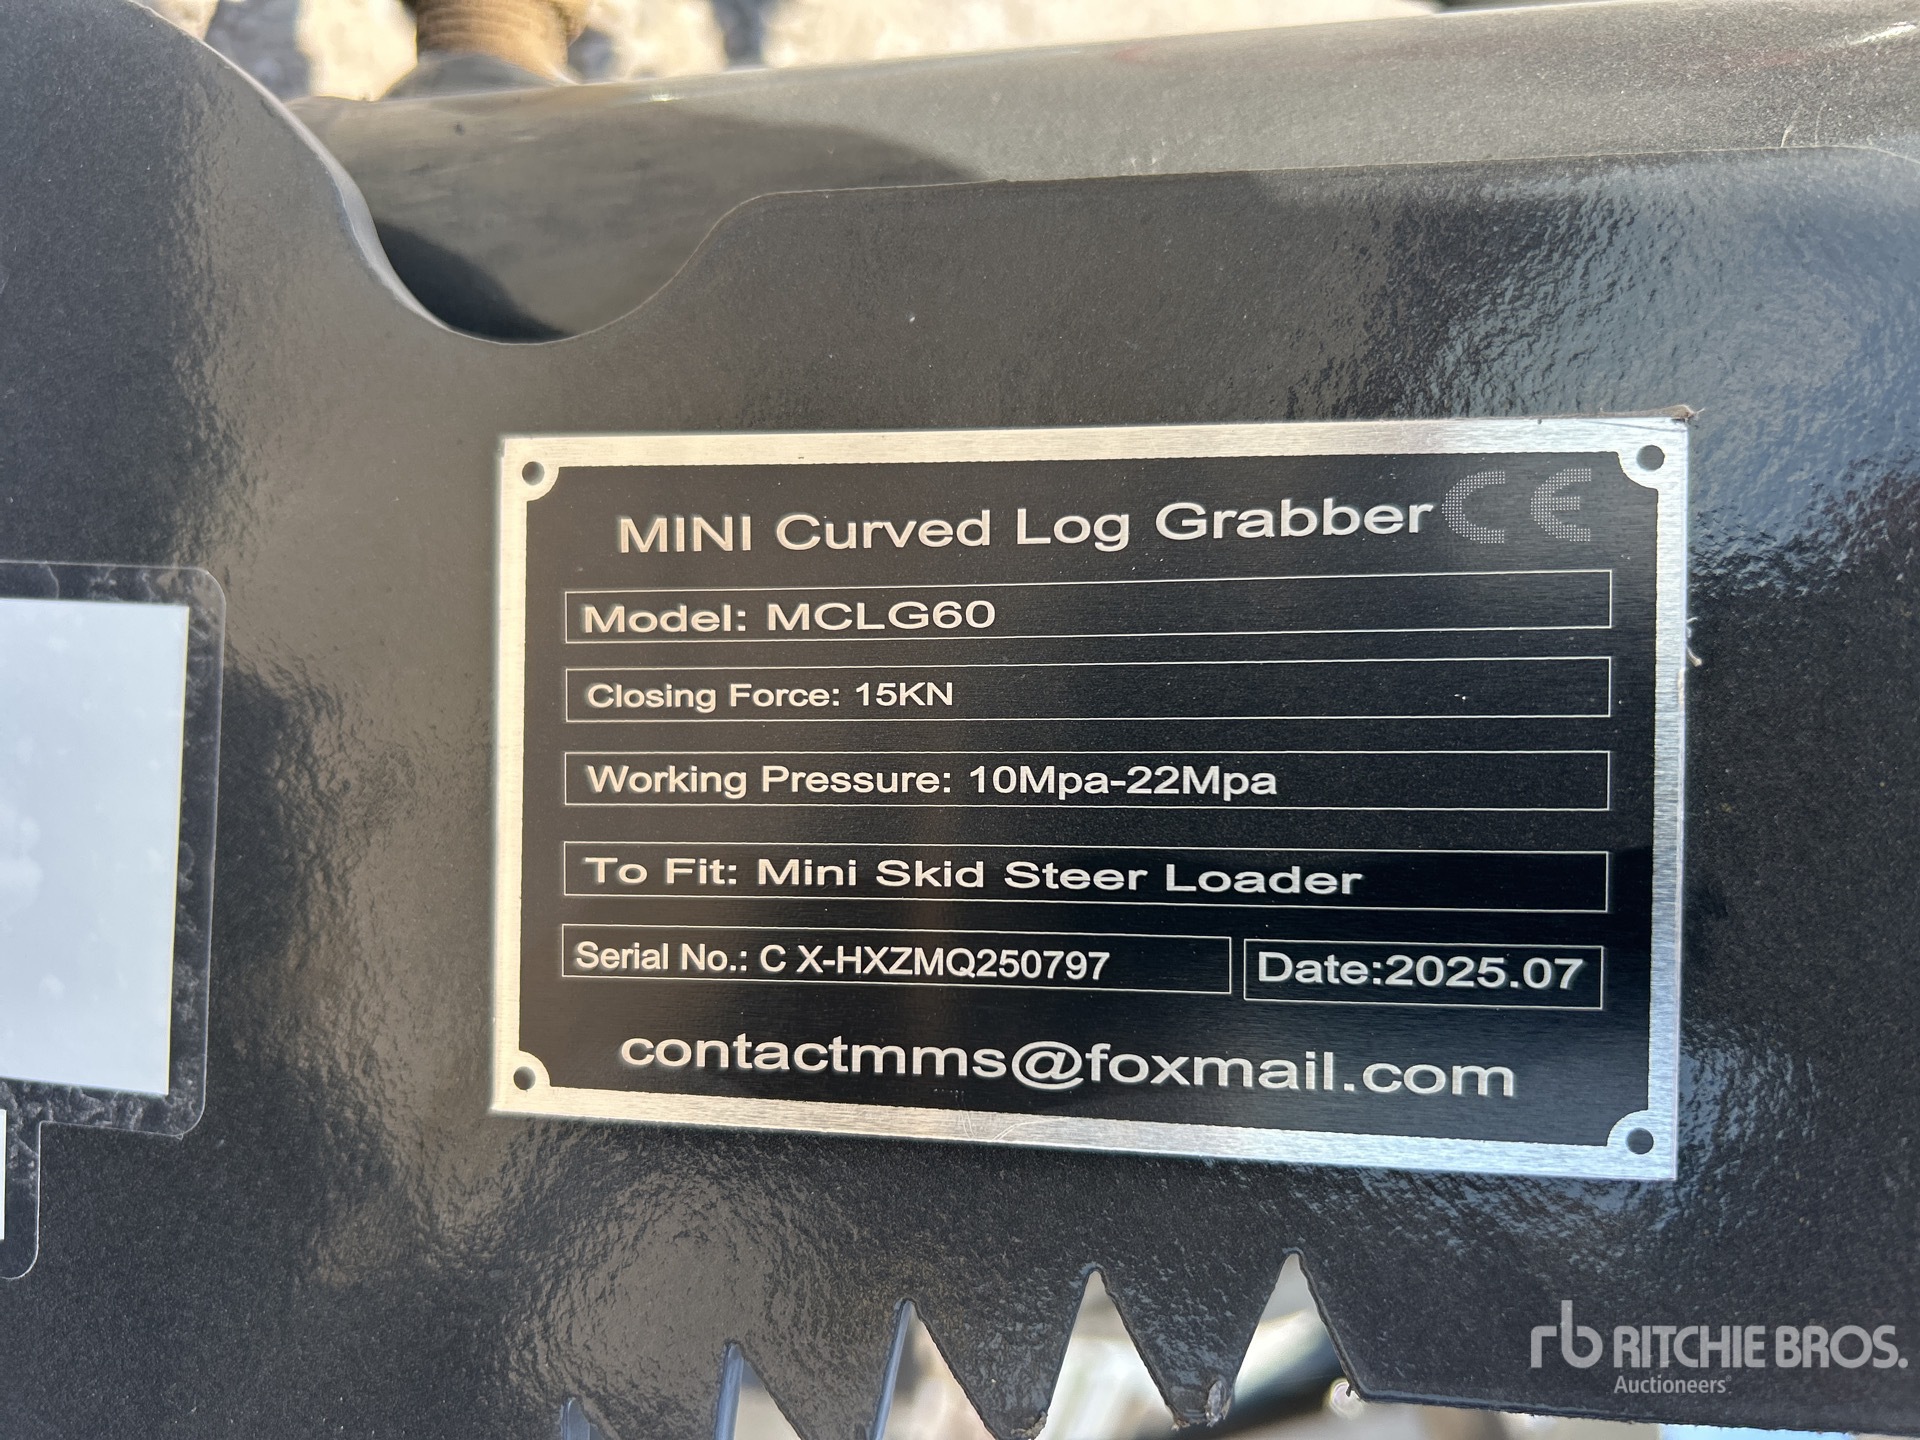 MINI Curved Log Grabber CE
Model: MCLG60
Closing Force: 15KN
Working Pressure: 10Mpa-22Mpa
To Fit: Mini Skid Steer Loader
Serial No.: C X-HXZMQ250797 Date:2025.07
contactmms@foxmail.com
rb RITCHIE BROS.
Auctioneers